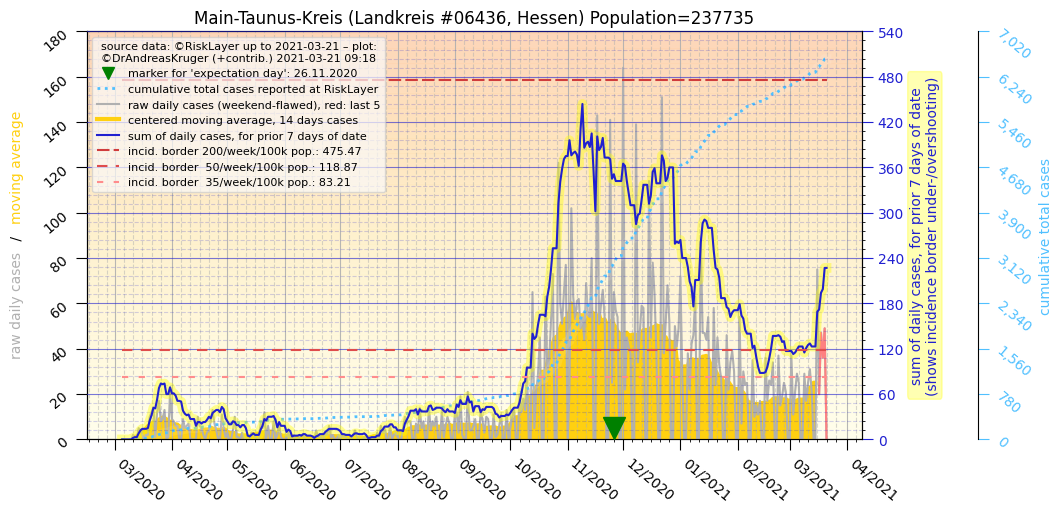 Main-Taunus-Kreis (Landkreis #06436, Hessen) Population=237735
source data: ©RiskLayer up to 2021-03-21 – plot:
©DrAndreasKruger (+contrib.) 2021-03-21 09:18
marker for 'expectation day': 26.11.2020
cumulative total cases reported at RiskLayer
raw daily cases (weekend-flawed), red: last 5
centered moving average, 14 days cases
sum of daily cases, for prior 7 days of date
incid. border 200/week/100k pop.: 475.47
incid. border  50/week/100k pop.: 118.87
incid. border  35/week/100k pop.: 83.21
raw daily cases / moving average
180
160
140
120
100
80
60
40
20
0
03/2020
04/2020
05/2020
06/2020
07/2020
08/2020
09/2020
10/2020
11/2020
12/2020
01/2021
02/2021
03/2021
04/2021
540
480
420
360
300
240
180
120
60
0
sum of daily cases, for prior 7 days of date
(shows incidence border under-/overshooting)
7,020
6,240
5,460
4,680
3,900
3,120
2,340
1,560
780
0
cumulative total cases